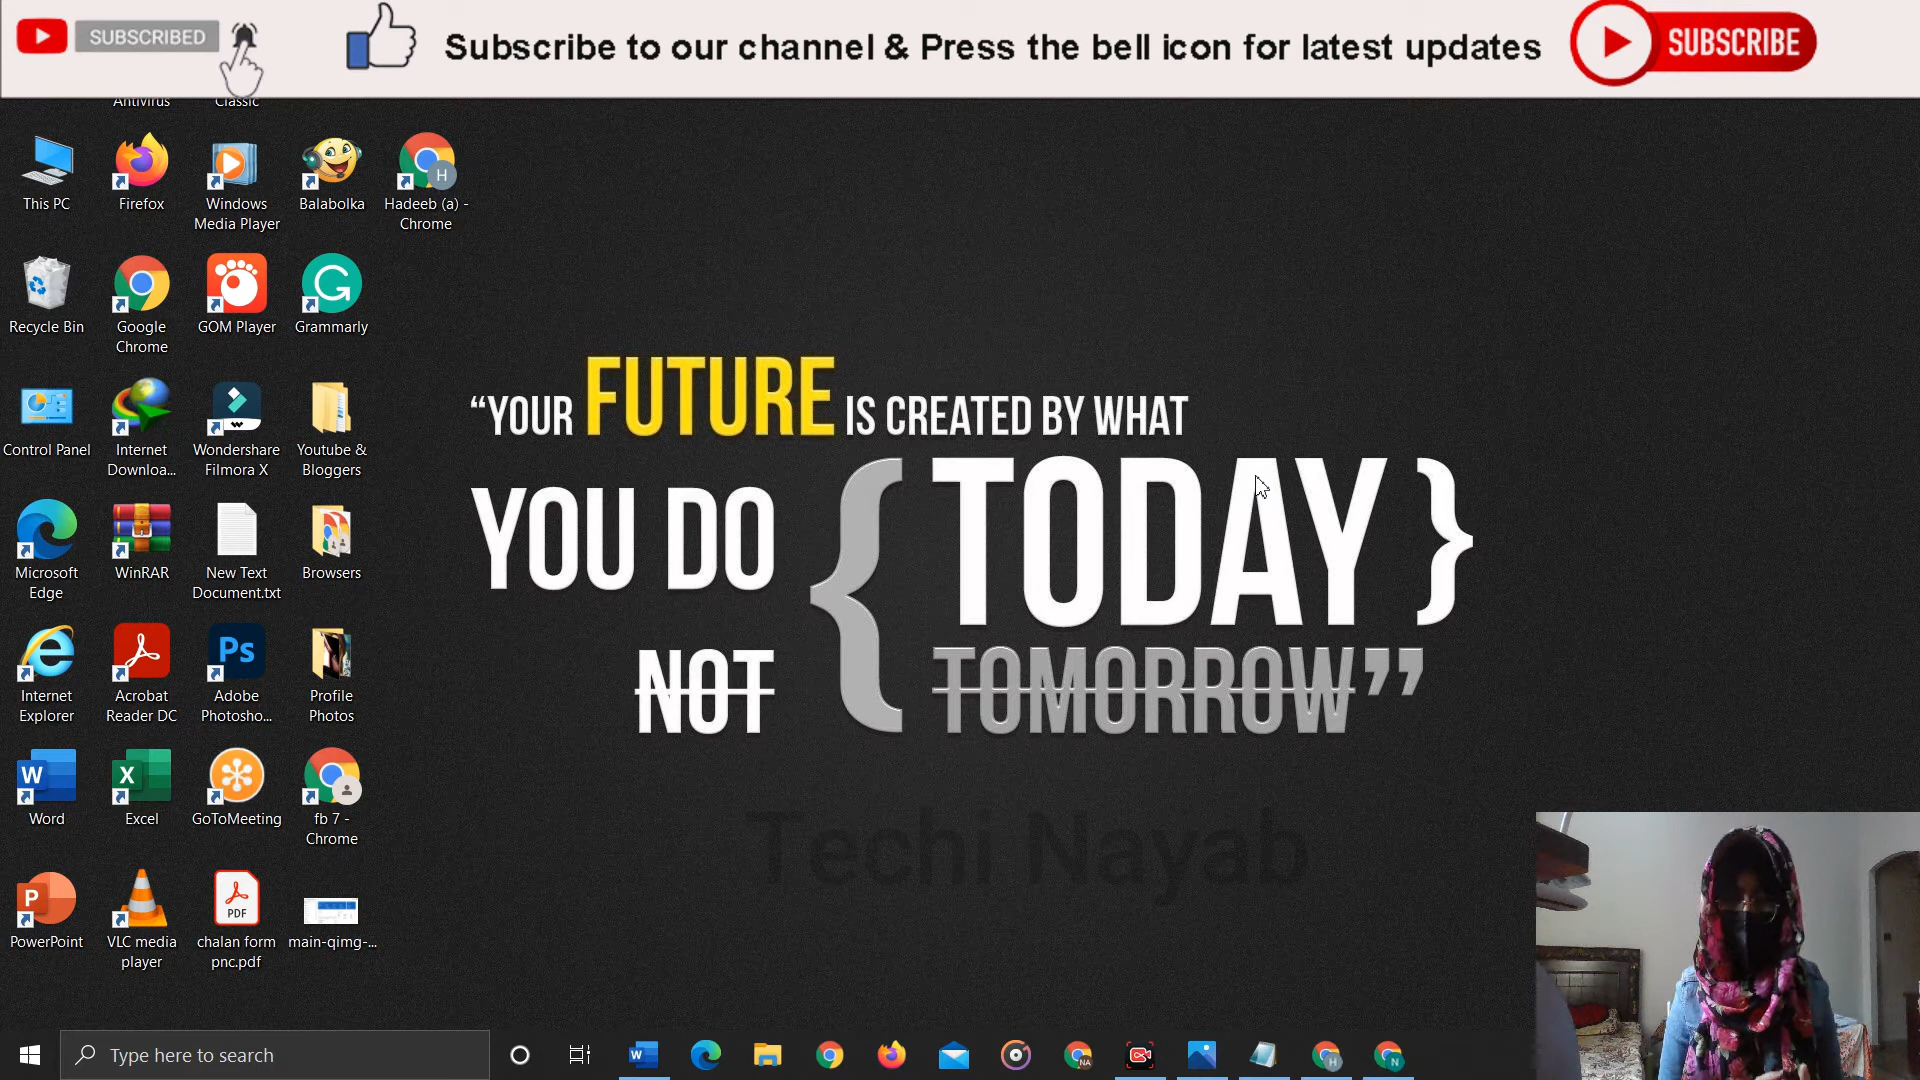 SUBSCRIBED
Subscribe to our channel & Press the bell icon for latest updates
SUBSCRIBE
Antivirus
Classic
This PC
Firefox
Windows
Media Player
Balabolka
Hadeeb (a) -
Chrome
H
Recycle Bin
Google
Chrome
GOM Player
Grammarly
Control Panel
Internet
Downloa...
Wondershare
Filmora X
Youtube &
Bloggers
Microsoft
Edge
WinRAR
New Text
Document.txt
Browsers
Internet
Explorer
Acrobat
Reader DC
Ps
Adobe
Photosho...
Profile
Photos
W
Word
X
Excel
GoToMeeting
fb 7 -
Chrome
P
PowerPoint
VLC media
player
PDF
chalan form
pnc.pdf
main-qimg-...
“YOUR FUTURE IS CREATED BY WHAT
YOU DO { TODAY }
NOT TOMORROW”
Techi Nayab
Type here to search
W
NA
H
N